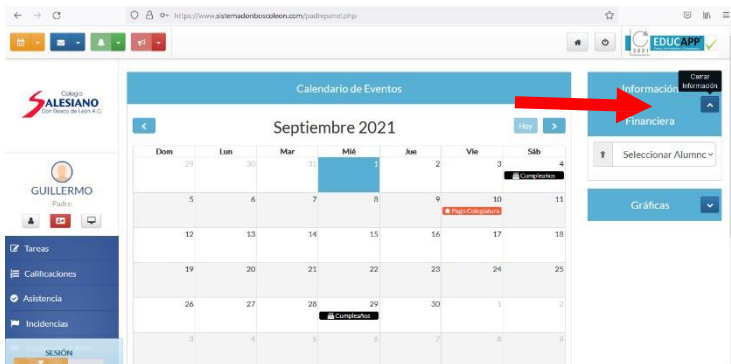 https://www.sistemadonboscoleon.com/padrepanel.php
2021 EDUCAPP
Colegio
SALESIANO
Don Bosco de León A.C.
GUILLERMO
Padre
Tareas
Calificaciones
Asistencia
Incidencias
SESIÓN
Calendario de Eventos
Septiembre 2021
Hoy
Dom Lun Mar Mié Jue Vie Sáb
29 30 31 1 2 3 4
Cumpleaños
5 6 7 8 9 10 11
Pago Colegiatura
12 13 14 15 16 17 18
19 20 21 22 23 24 25
26 27 28 29 30 1 2
Cumpleaños
3 4 5 6 7 8 9
Cerrar
Información
Información
Financiera
Seleccionar Alumnc
Gráficas